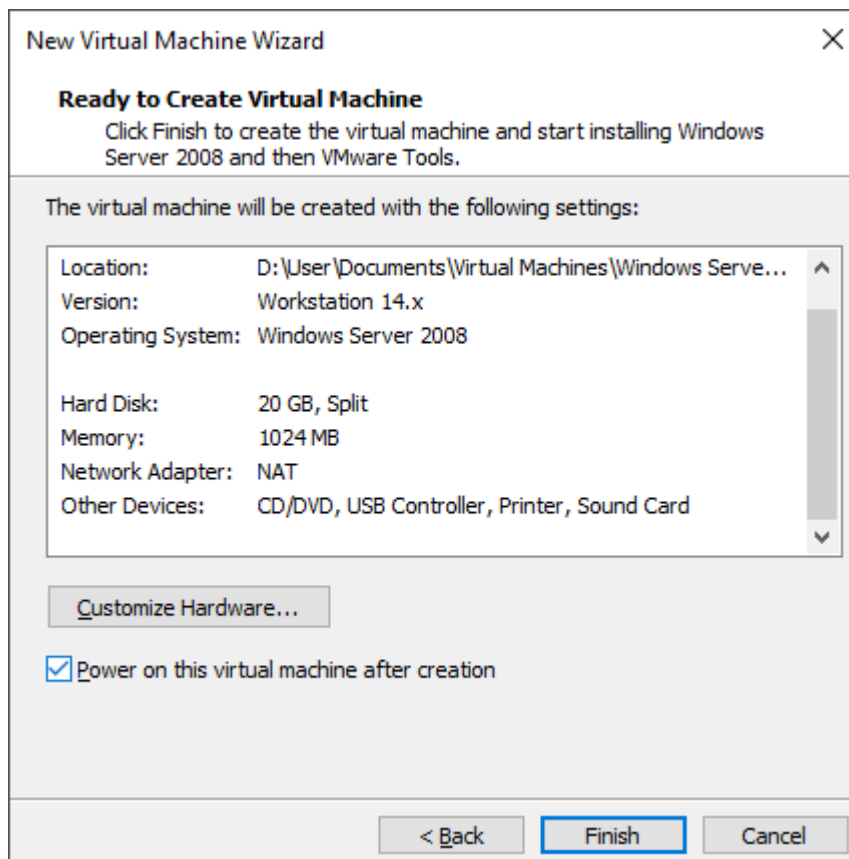 New Virtual Machine Wizard
Ready to Create Virtual Machine
Click Finish to create the virtual machine and start installing Windows
Server 2008 and then VMware Tools.
The virtual machine will be created with the following settings:
Location: D:\User\Documents\Virtual Machines\Windows Serve...
Version: Workstation 14.x
Operating System: Windows Server 2008
Hard Disk: 20 GB, Split
Memory: 1024 MB
Network Adapter: NAT
Other Devices: CD/DVD, USB Controller, Printer, Sound Card
Customize Hardware...
Power on this virtual machine after creation
< Back Finish Cancel